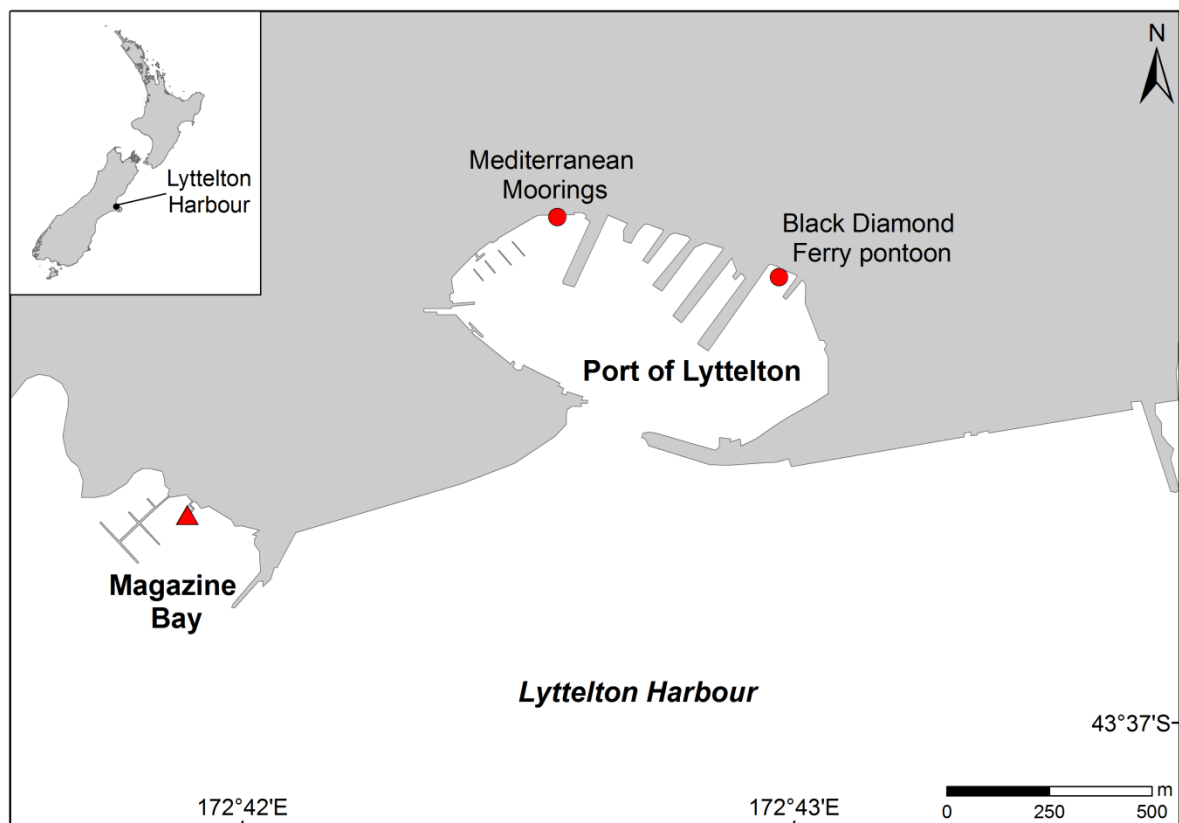 N
Lyttelton
Harbour
Mediterranean
Moorings
Black Diamond
Ferry pontoon
Port of Lyttelton
Magazine
Bay
Lyttelton Harbour
43°37'S
172°42'E
172°43'E
m
0
250
500